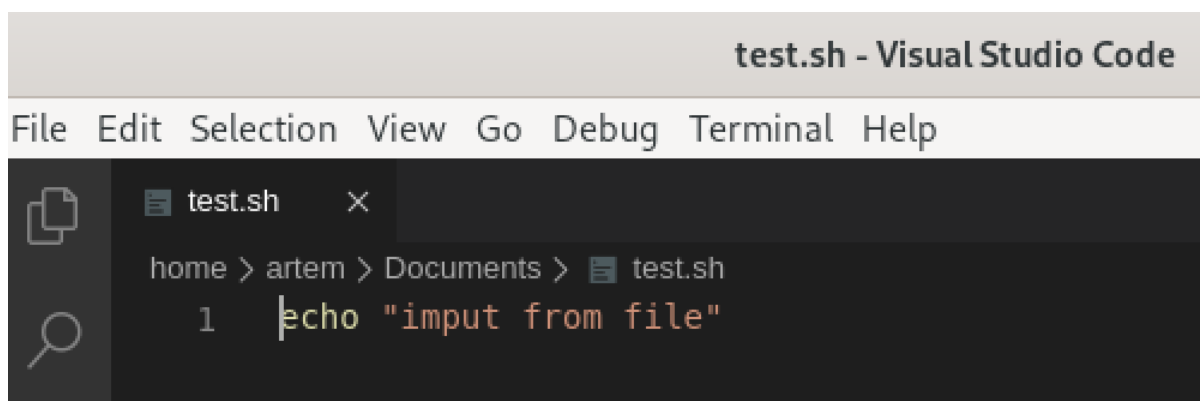 test.sh - Visual Studio Code
File Edit Selection View Go Debug Terminal Help
test.sh
home > artem > Documents > test.sh
1 echo "imput from file"